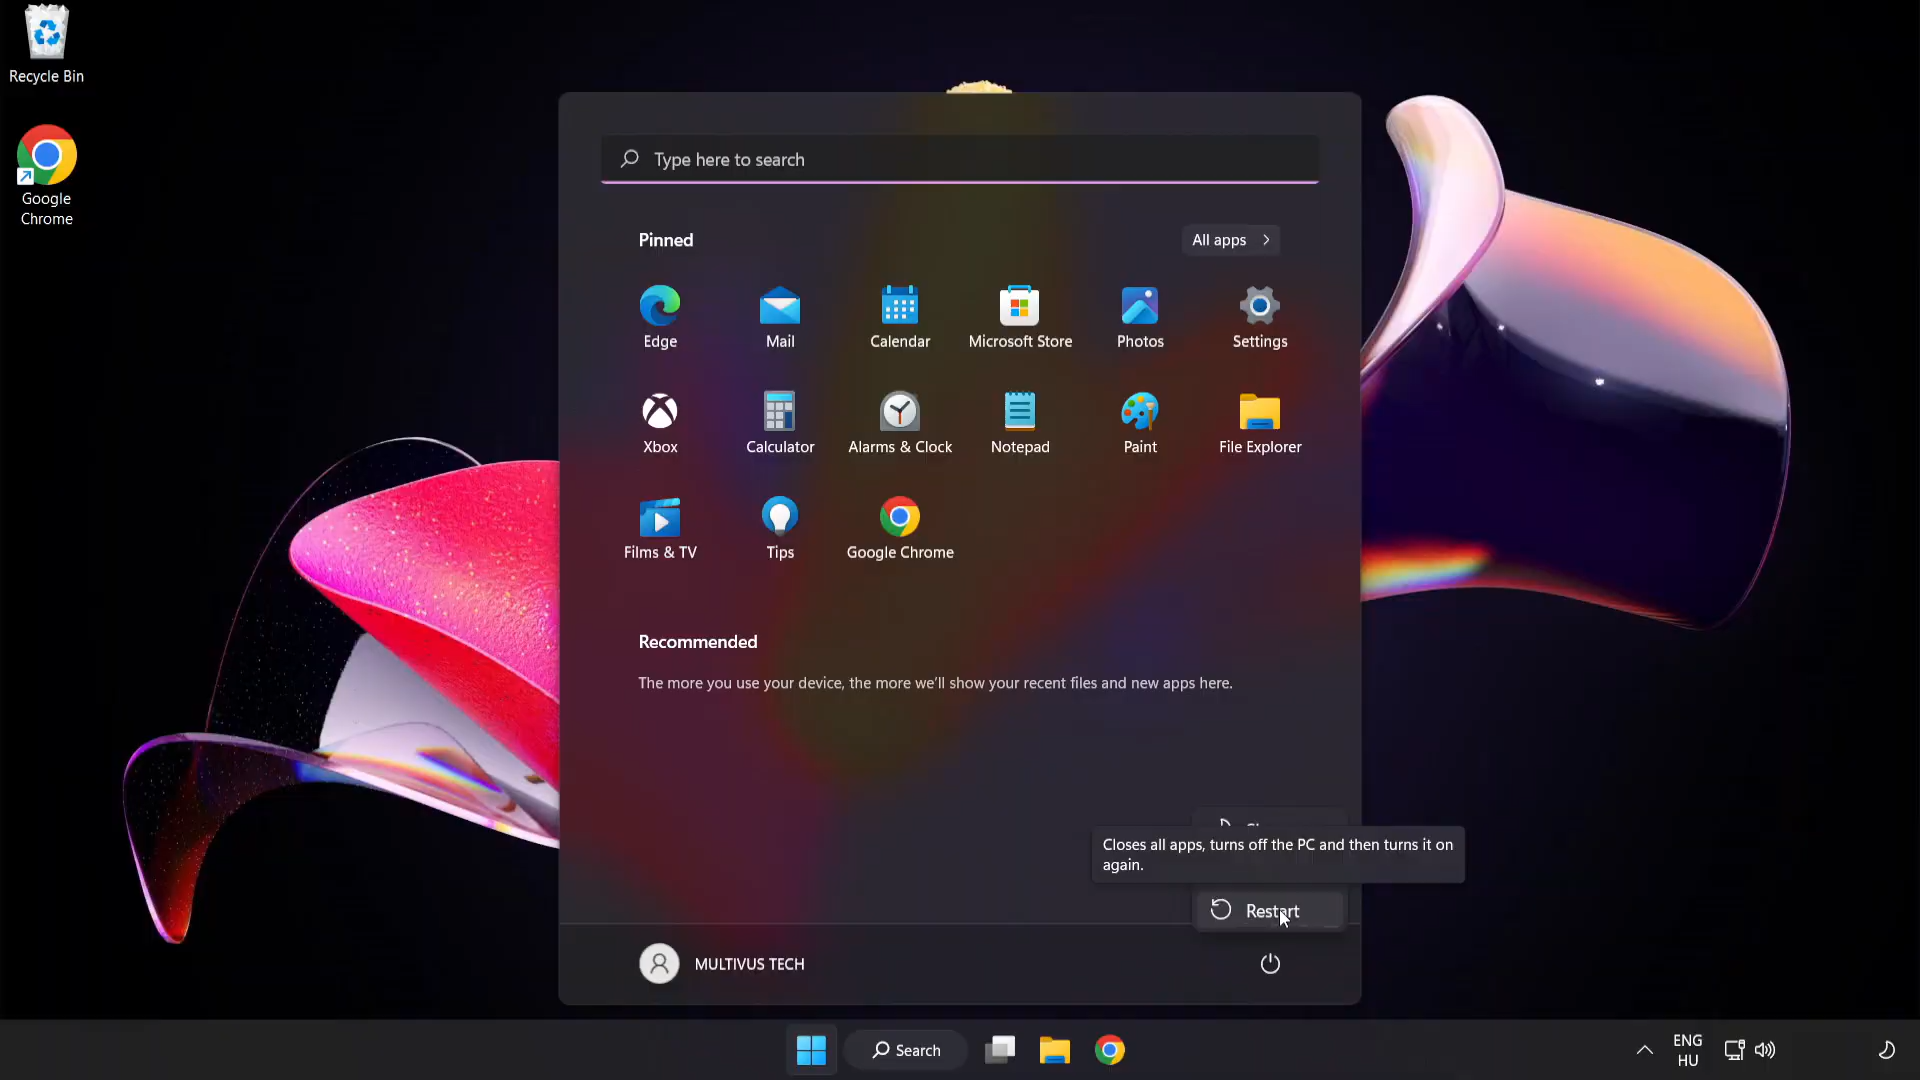 Recycle Bin
Google
Chrome
Type here to search
Pinned
All apps
Edge
Mail
Calendar
Microsoft Store
Photos
Settings
Xbox
Calculator
Alarms & Clock
Notepad
Paint
File Explorer
Films & TV
Tips
Google Chrome
Recommended
The more you use your device, the more we'll show your recent files and new apps here.
Closes all apps, turns off the PC and then turns it on
again.
Restart
MULTIVUS TECH
Search
ENG
HU